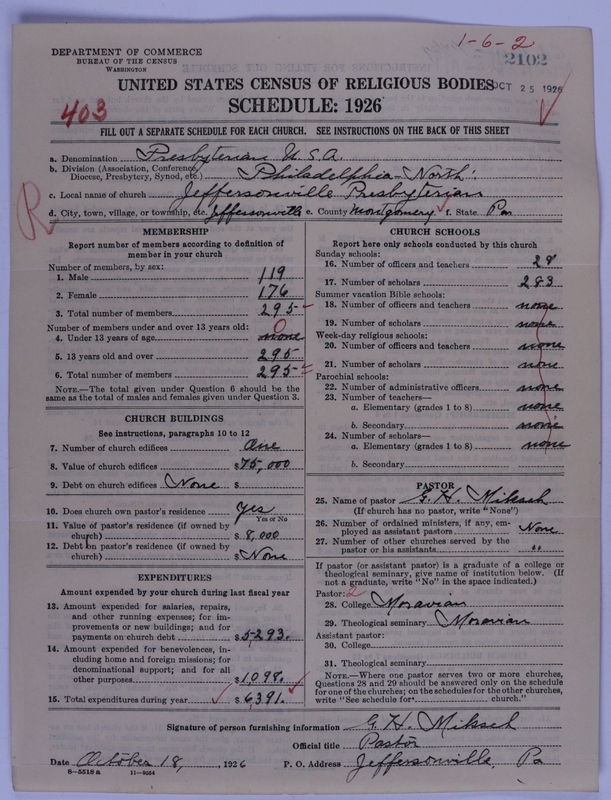 DEPARTMENT OF COMMERCE
BUREAU OF THE CENSUS
WASHINGTON
1-6-2
2102
UNITED STATES CENSUS OF RELIGIOUS BODIES
OCT 25 1926
403
SCHEDULE: 1926
FILL OUT A SEPARATE SCHEDULE FOR EACH CHURCH. SEE INSTRUCTIONS ON THE BACK OF THIS SHEET
a. Denomination Presbyterian U.S.A.
b. Division (Association, Conference, Diocese, Presbytery, Synod, etc.) Philadelphia-North
c. Local name of church Jeffersonville Presbyterian
R
d. City, town, village, or township, etc. Jeffersonville e. County Montgomery f. State Pa
MEMBERSHIP
Report number of members according to definition of
member in your church
Number of members, by sex:
1. Male 119
2. Female 176
3. Total number of members 295
Number of members under and over 13 years old:
0
4. Under 13 years of age none
5. 13 years old and over 295
6. Total number of members 295
NOTE.—The total given under Question 6 should be
same as the total of males and females given under Question 3.
CHURCH BUILDINGS
See instructions, paragraphs 10 to 12
7. Number of church edifices One
8. Value of church edifices $75,000
9. Debt on church edifices None $
10. Does church own pastor's residence Yes
Yes or No
11. Value of pastor's residence (if owned by
church) $8,000
12. Debt on pastor's residence (if owned by
church) $None
EXPENDITURES
Amount expended by your church during last fiscal year
13. Amount expended for salaries, repairs,
and other running expenses; for im-
provements or new buildings; and for
payments on church debt $5293.
14. Amount expended for benevolences, in-
cluding home and foreign missions; for
denominational support; and for all
other purposes $1098.
15. Total expenditures during year $6,391.
CHURCH SCHOOLS
Report here only schools conducted by this church
Sunday schools:
16. Number of officers and teachers 28
17. Number of scholars 283
Summer vacation Bible schools:
18. Number of officers and teachers none
19. Number of scholars none
Week-day religious schools:
20. Number of officers and teachers none
21. Number of scholars none
Parochial schools:
22. Number of administrative officers none
23. Number of teachers—
a. Elementary (grades 1 to 8) none
b. Secondary none
24. Number of scholars—
a. Elementary (grades 1 to 8) none
b. Secondary
PASTOR
25. Name of pastor G. H. Miksch
(If church has no pastor, write "None")
26. Number of ordained ministers, if any, em-
ployed as assistant pastors None
27. Number of other churches served by the
pastor or his assistants "
If pastor (or assistant pastor) is a graduate of a college or
theological seminary, give name of institution below. (If
not a graduate, write "No" in the space indicated.)
Pastor: 2
28. College Moravian
29. Theological seminary Moravian
Assistant pastor:
30. College
31. Theological seminary
NOTE.—Where one pastor serves two or more churches,
Questions 28 and 29 should be answered only on the schedule
for one of the churches; on the schedules for the other churches,
write "See schedule for church."
Signature of person furnishing information G. H. Miksch
Official title Pastor
Date October 18, 1926 P. O. Address Jeffersonville, Pa
8-5518 a 11-9084